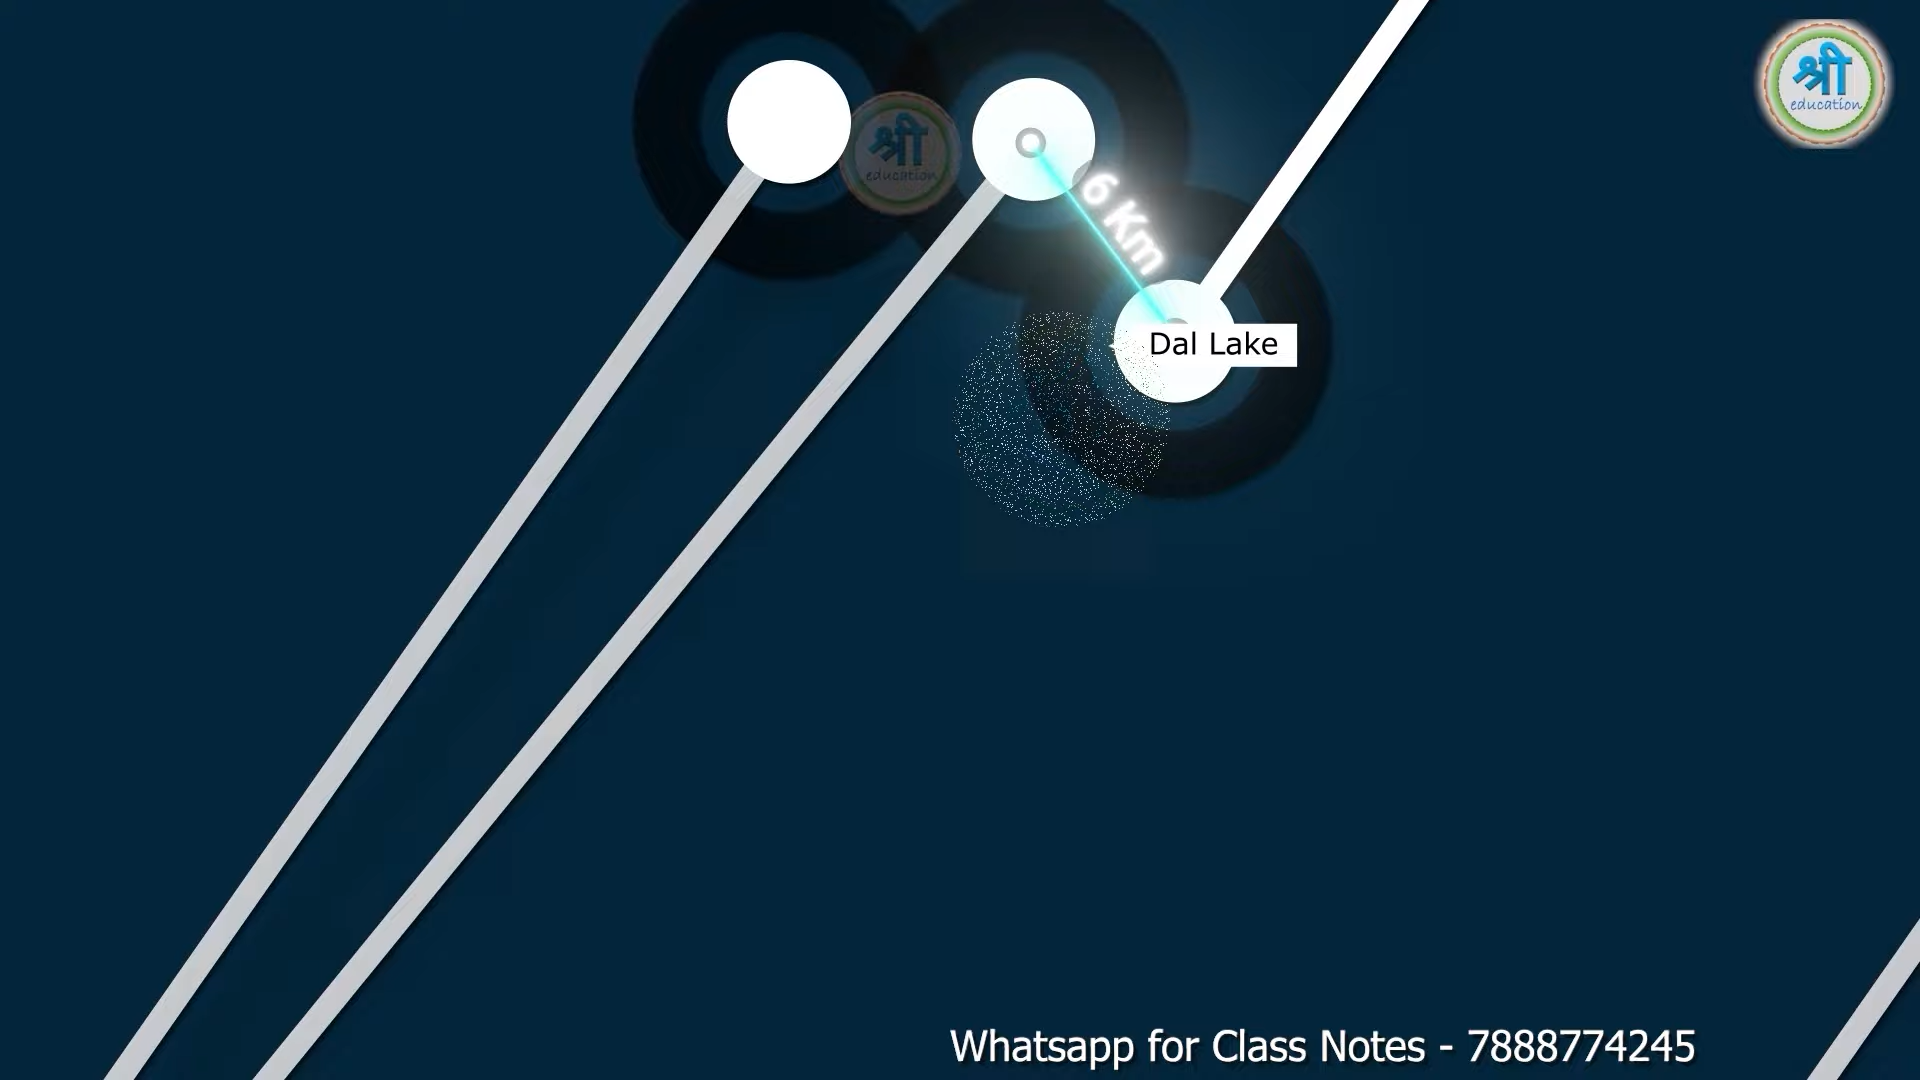 श्री
education
श्री
education
6 Km
Dal Lake
Whatsapp for Class Notes - 7888774245